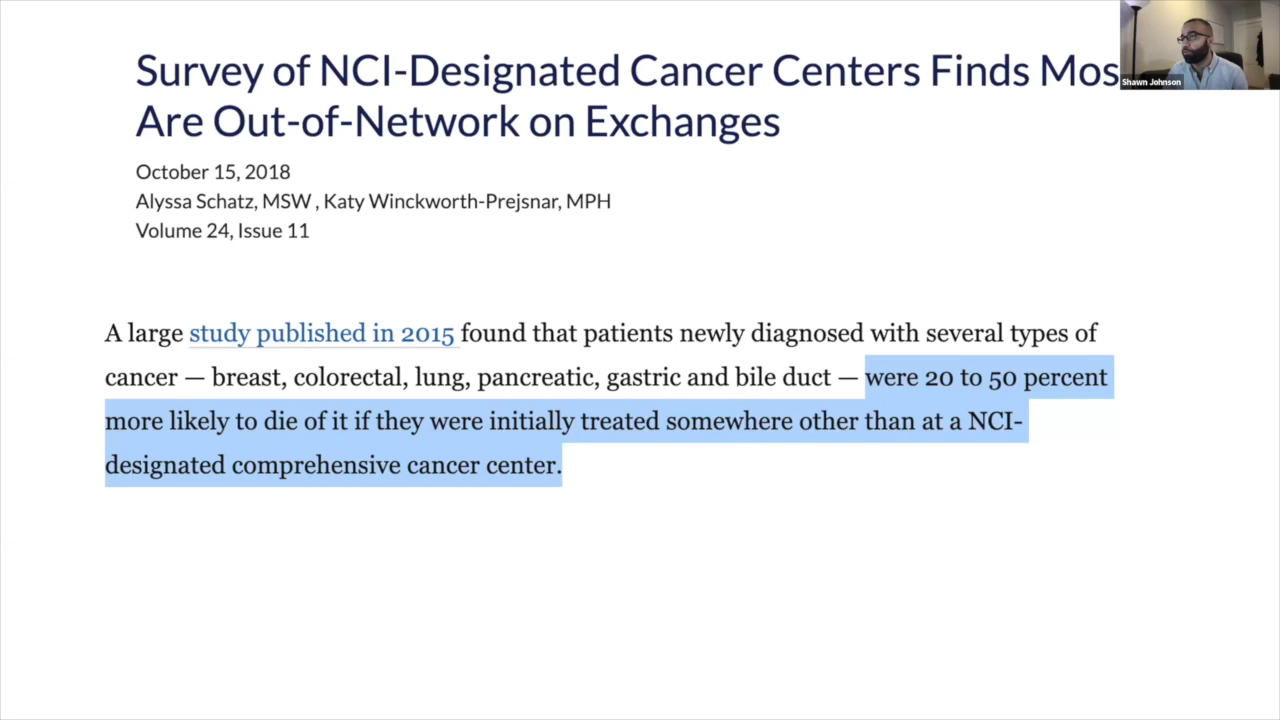 Survey of NCI-Designated Cancer Centers Finds Mos
Are Out-of-Network on Exchanges
October 15, 2018
Alyssa Schatz, MSW , Katy Winckworth-Prejsnar, MPH
Volume 24, Issue 11
A large study published in 2015 found that patients newly diagnosed with several types of
cancer — breast, colorectal, lung, pancreatic, gastric and bile duct — were 20 to 50 percent
more likely to die of it if they were initially treated somewhere other than at a NCI-
designated comprehensive cancer center.
Shawn Johnson